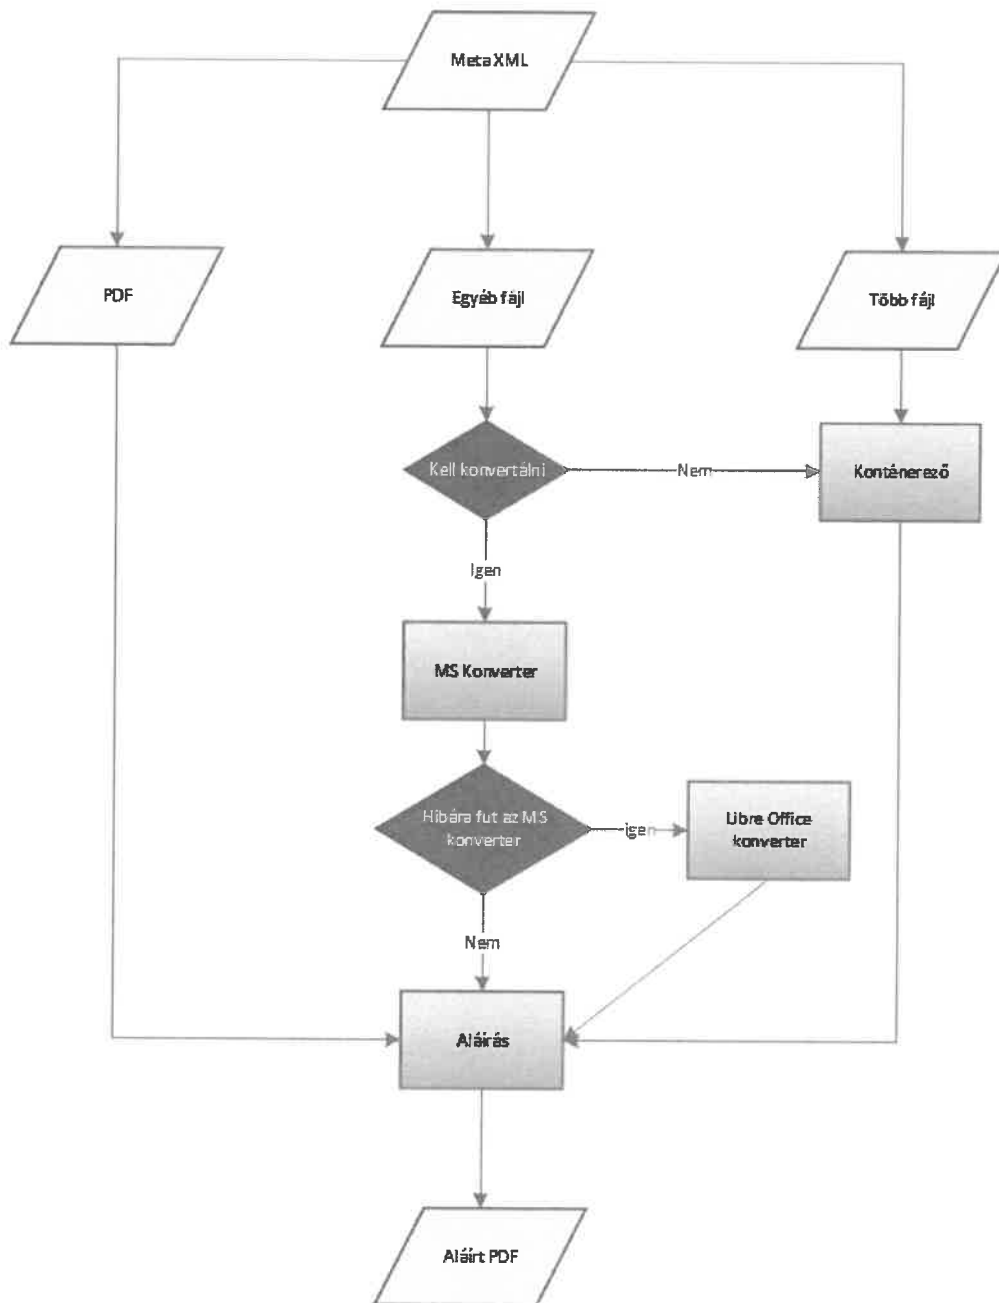 Meta XML
PDF
Egyéb fájl
Több fájl
Kell konvertálni
Nem
Konténerező
Igen
MS Konverter
Hibára fut az MS
konverter
igen
Libre Office
konverter
Nem
Aláírás
Aláírt PDF